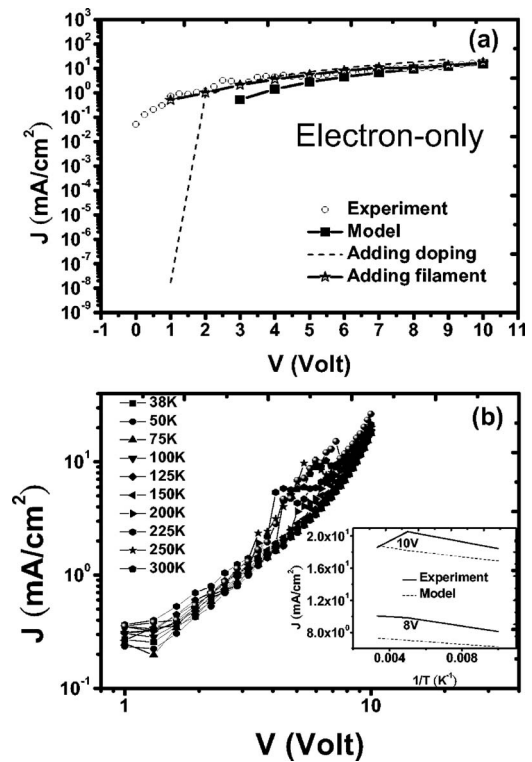 (a)
10³
10²
10¹
10⁰
10⁻¹
10⁻²
10⁻³
10⁻⁴
10⁻⁵
10⁻⁶
10⁻⁷
10⁻⁸
10⁻⁹
J (mA/cm²)
Electron-only
Experiment
Model
Adding doping
Adding filament
-1 0 1 2 3 4 5 6 7 8 9 10 11
V (Volt)
(b)
38K
50K
75K
100K
125K
150K
200K
225K
250K
300K
10¹
10⁰
10⁻¹
J (mA/cm²)
2.0x10¹
1.6x10¹
1.2x10¹
8.0x10⁰
J (mA/cm²)
10V
Experiment
Model
8V
0.004 0.008
1/T (K⁻¹)
1 10
V (Volt)